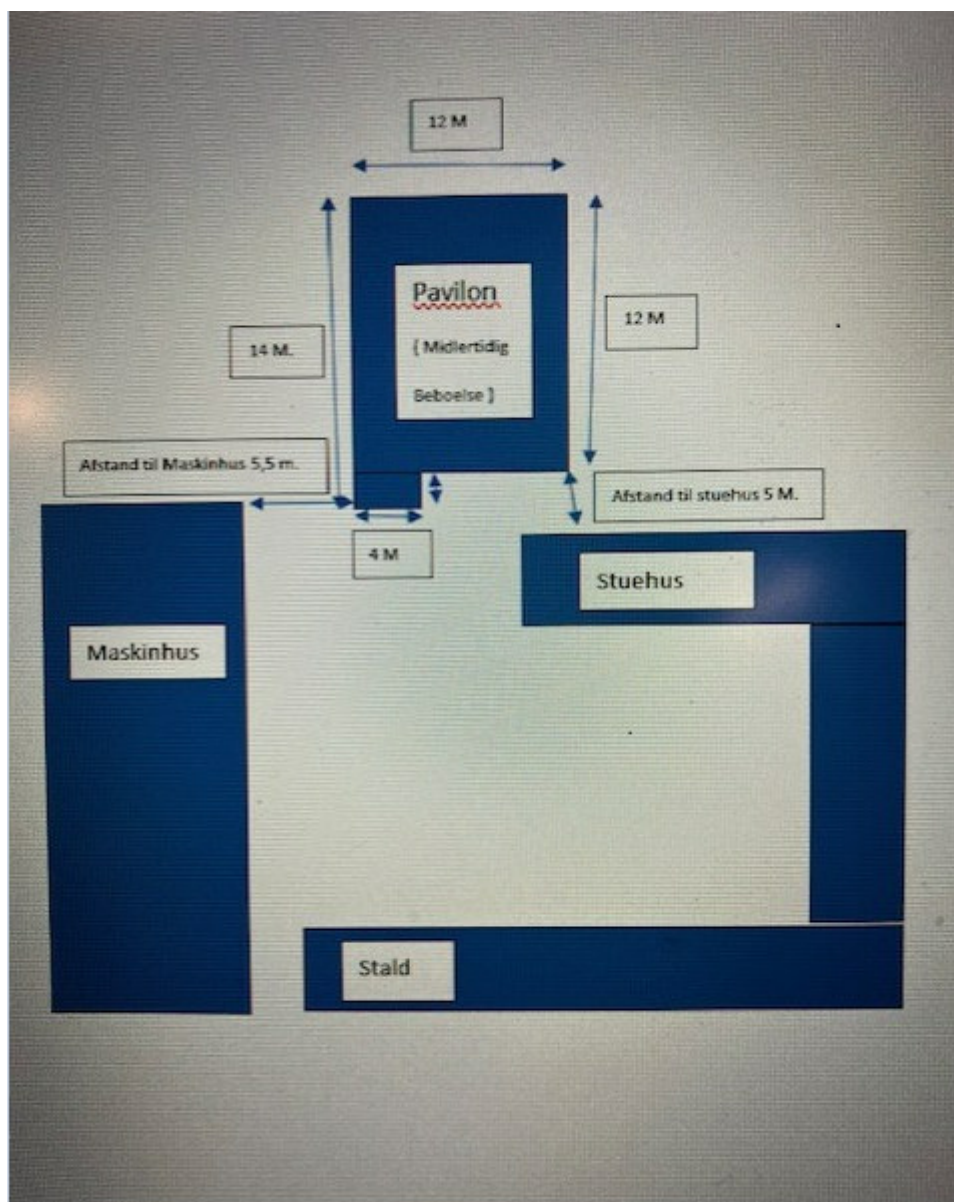 12 M
Pavilon
{ Midlertidig
Beboelse }
12 M
14 M.
Afstand til Maskinhus 5,5 m.
Afstand til stuehus 5 M.
4 M
Stuehus
Maskinhus
Stald